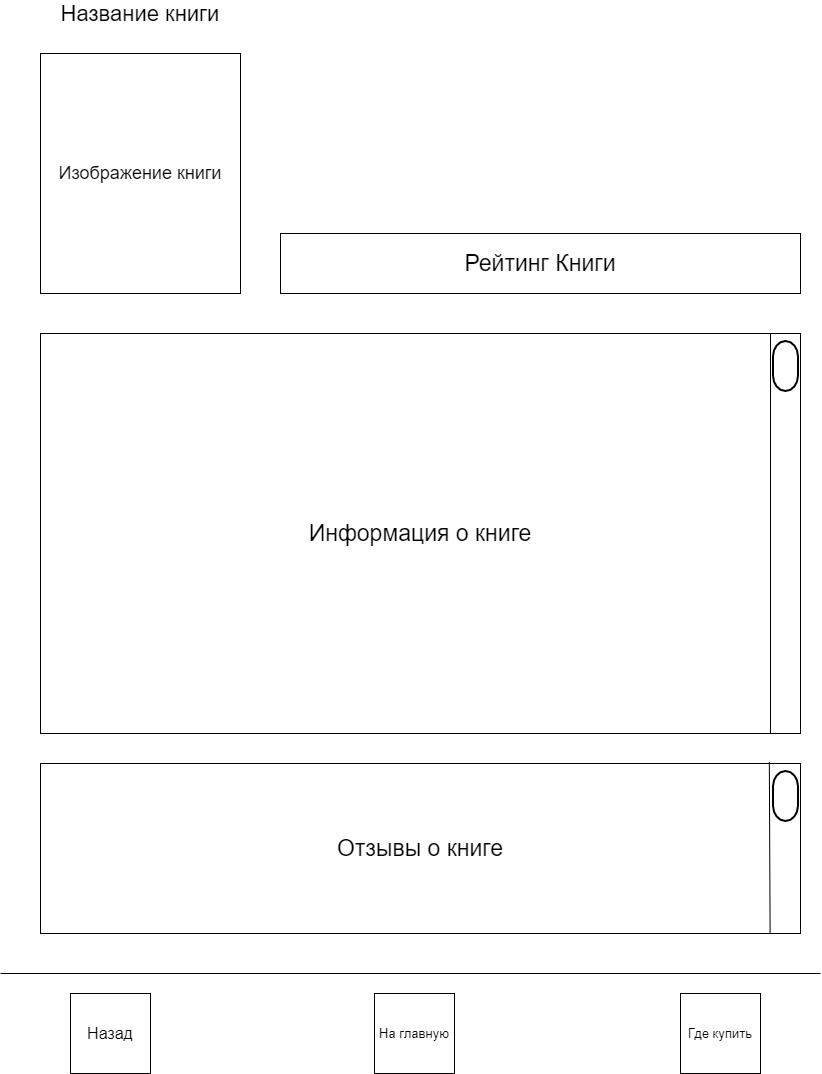 Название книги
Изображение книги
Рейтинг Книги
Информация о книге
Отзывы о книге
Назад
На главную
Где купить